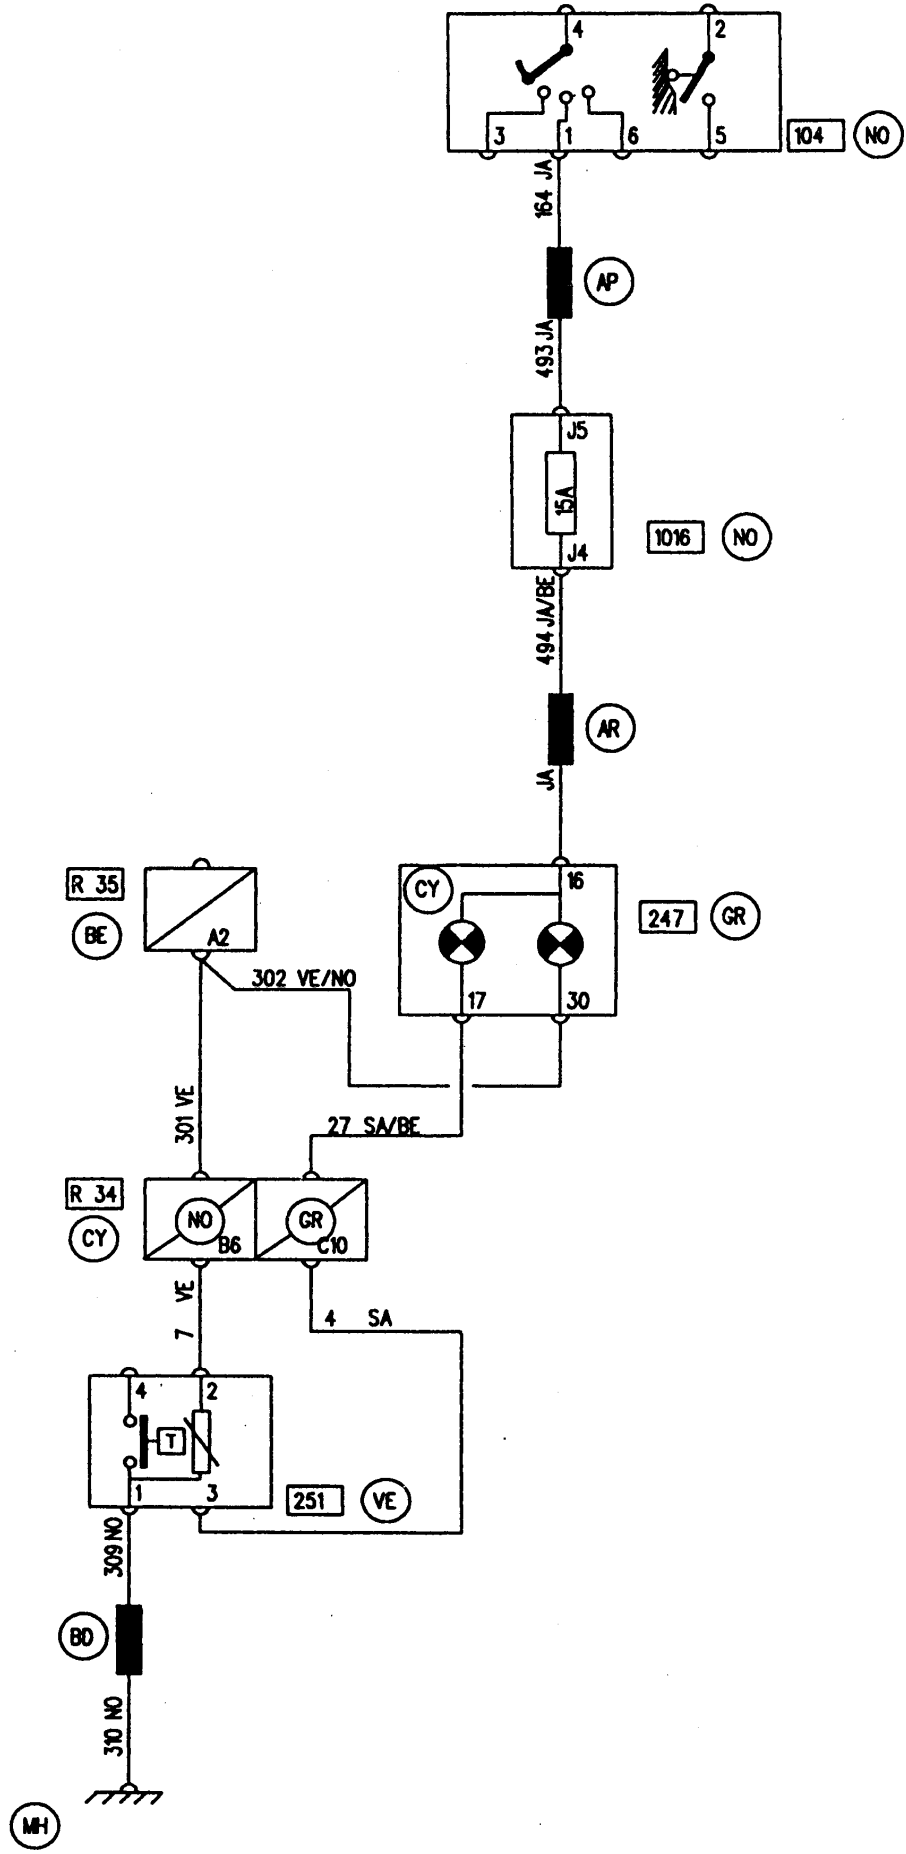 4
2
3
1
6
5
104
NO
164 JA
AP
493 JA
J5
15A
J4
1016
NO
494 JA/BE
AR
JA
R 35
BE
A2
CY
16
247
GR
17
30
302 VE/NO
301 VE
27 SA/BE
R 34
CY
NO
B6
GR
C10
7 VE
4 SA
4
2
T
1
3
251
VE
309 NO
BD
310 NO
MH